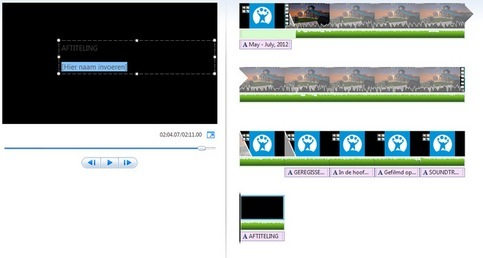 AFTITELING
[Hier naam invoeren]
02:04.07/02:11.00
A May - July, 2012
A GEREGISSE...
A In de hoof...
A Gefilmd op...
A SOUNDTR...
A AFTITELING